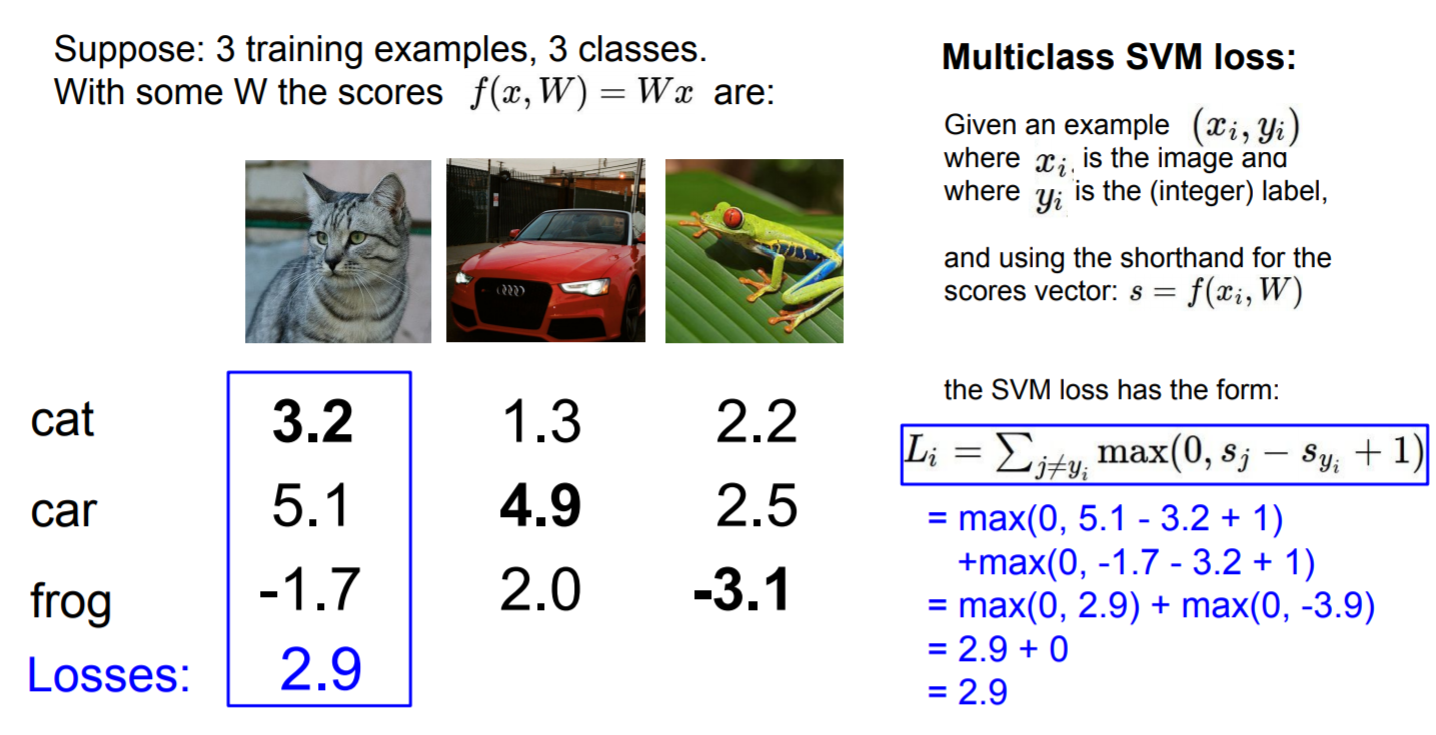 Suppose: 3 training examples, 3 classes.
With some W the scores f(x, W) = Wx are:
cat 3.2 1.3 2.2
car 5.1 4.9 2.5
frog -1.7 2.0 -3.1
Losses: 2.9
Multiclass SVM loss:
Given an example (x_i, y_i)
where x_i is the image and
where y_i is the (integer) label,
and using the shorthand for the
scores vector: s = f(x_i, W)
the SVM loss has the form:
L_i = ∑_{j≠y_i} max(0, s_j − s_{y_i} + 1)
= max(0, 5.1 - 3.2 + 1)
+max(0, -1.7 - 3.2 + 1)
= max(0, 2.9) + max(0, -3.9)
= 2.9 + 0
= 2.9